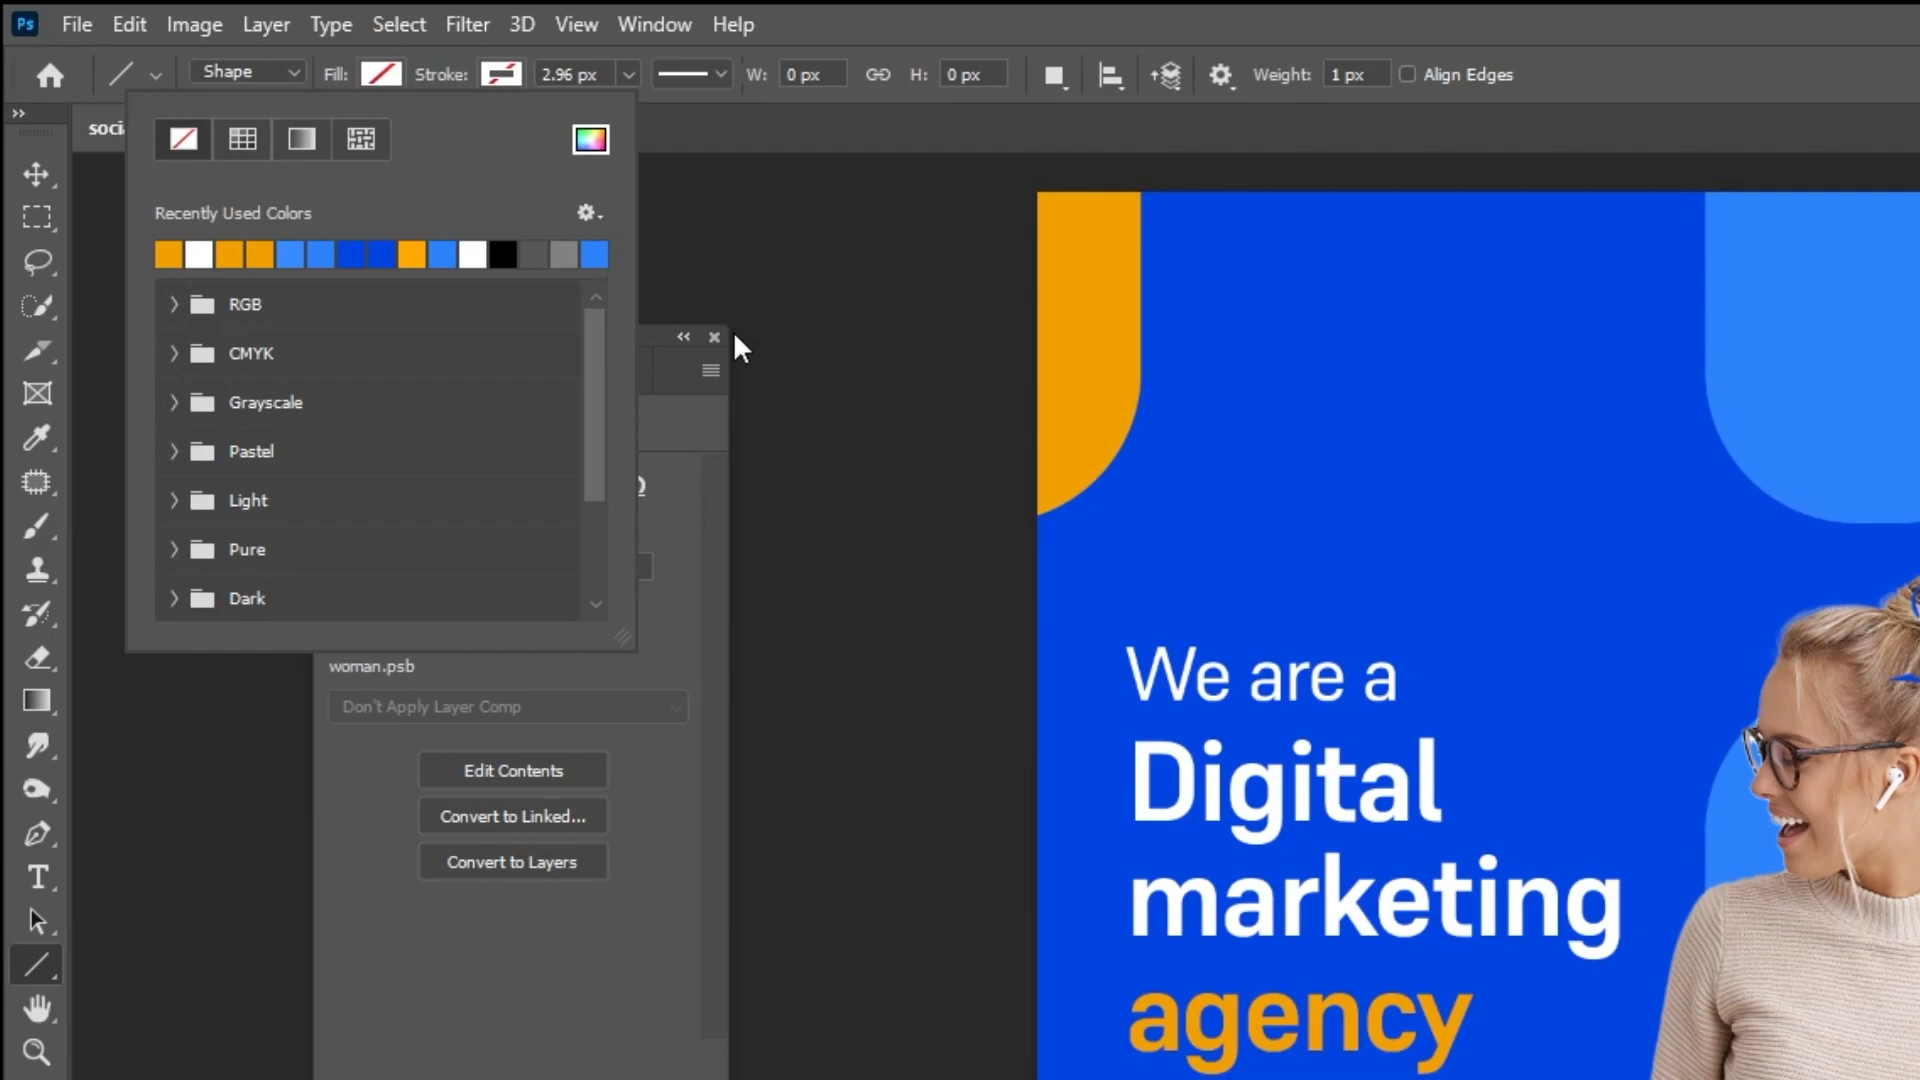 Ps File Edit Image Layer Type Select Filter 3D View Window Help
Shape Fill: Stroke: 2.96 px W: 0 px H: 0 px Weight: 1 px Align Edges
Recently Used Colors
RGB
CMYK
Grayscale
Pastel
Light
Pure
Dark
woman.psb
Don't Apply Layer Comp
Edit Contents
Convert to Linked...
Convert to Layers
We are a
Digital
marketing
agency